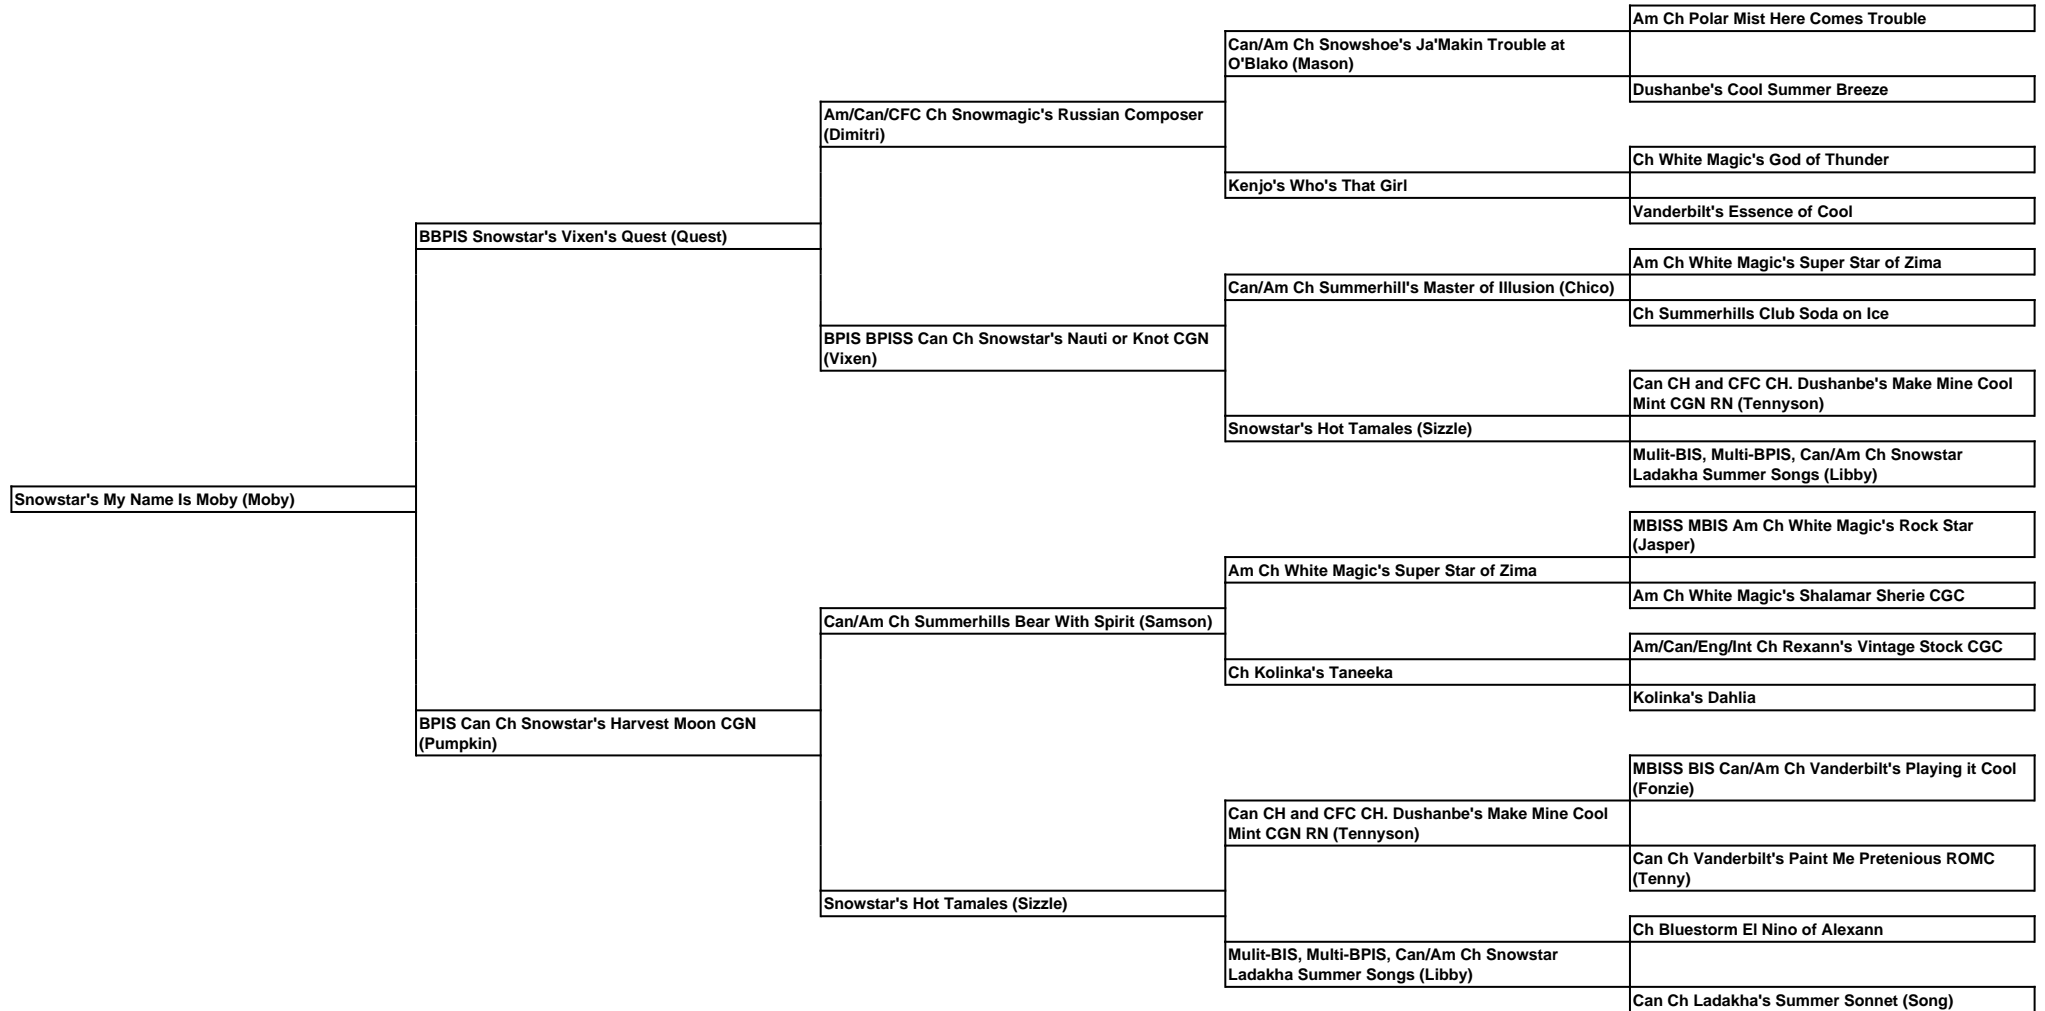 Am Ch Polar Mist Here Comes Trouble
Can/Am Ch Snowshoe's Ja'Makin Trouble at
O'Blako (Mason)
Dushanbe's Cool Summer Breeze
Am/Can/CFC Ch Snowmagic's Russian Composer
(Dimitri)
Ch White Magic's God of Thunder
Kenjo's Who's That Girl
Vanderbilt's Essence of Cool
BBPIS Snowstar's Vixen's Quest (Quest)
Am Ch White Magic's Super Star of Zima
Can/Am Ch Summerhill's Master of Illusion (Chico)
Ch Summerhills Club Soda on Ice
BPIS BPISS Can Ch Snowstar's Nauti or Knot CGN
(Vixen)
Can CH and CFC CH. Dushanbe's Make Mine Cool
Mint CGN RN (Tennyson)
Snowstar's Hot Tamales (Sizzle)
Mulit-BIS, Multi-BPIS, Can/Am Ch Snowstar
Ladakha Summer Songs (Libby)
Snowstar's My Name Is Moby (Moby)
MBISS MBIS Am Ch White Magic's Rock Star
(Jasper)
Am Ch White Magic's Super Star of Zima
Am Ch White Magic's Shalamar Sherie CGC
Can/Am Ch Summerhills Bear With Spirit (Samson)
Am/Can/Eng/Int Ch Rexann's Vintage Stock CGC
Ch Kolinka's Taneeka
Kolinka's Dahlia
BPIS Can Ch Snowstar's Harvest Moon CGN
(Pumpkin)
MBISS BIS Can/Am Ch Vanderbilt's Playing it Cool
(Fonzie)
Can CH and CFC CH. Dushanbe's Make Mine Cool
Mint CGN RN (Tennyson)
Can Ch Vanderbilt's Paint Me Pretenious ROMC
(Tenny)
Snowstar's Hot Tamales (Sizzle)
Ch Bluestorm El Nino of Alexann
Mulit-BIS, Multi-BPIS, Can/Am Ch Snowstar
Ladakha Summer Songs (Libby)
Can Ch Ladakha's Summer Sonnet (Song)